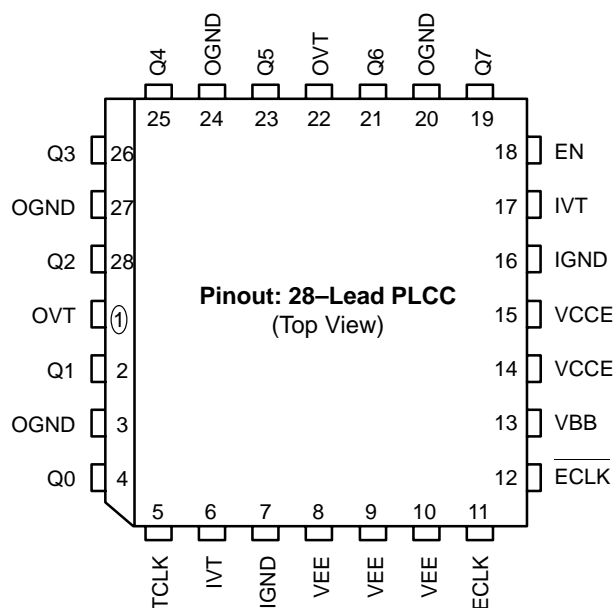 Q4 OGND Q5 OVT Q6 OGND Q7
25 24 23 22 21 20 19
Q3 26 18 EN
OGND 27 17 IVT
Q2 28 16 IGND
Pinout: 28–Lead PLCC
(Top View)
OVT 1 15 VCCE
Q1 2 14 VCCE
OGND 3 13 VBB
Q0 4 12 E̅C̅L̅K̅
5 6 7 8 9 10 11
TCLK IVT IGND VEE VEE VEE ECLK